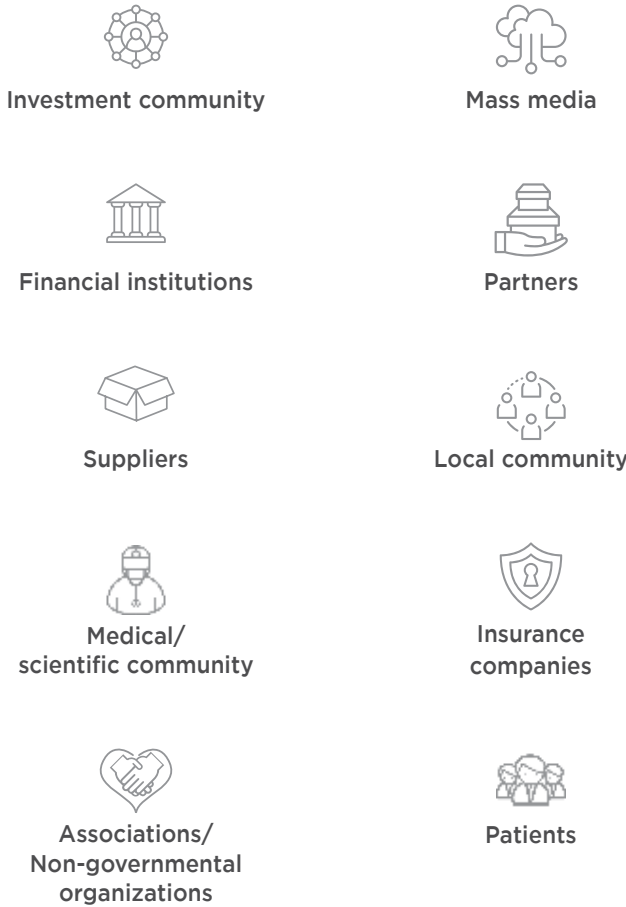 Investment community
Mass media
Financial institutions
Partners
Suppliers
Local community
Medical/
scientific community
Insurance
companies
Associations/
Non-governmental
organizations
Patients